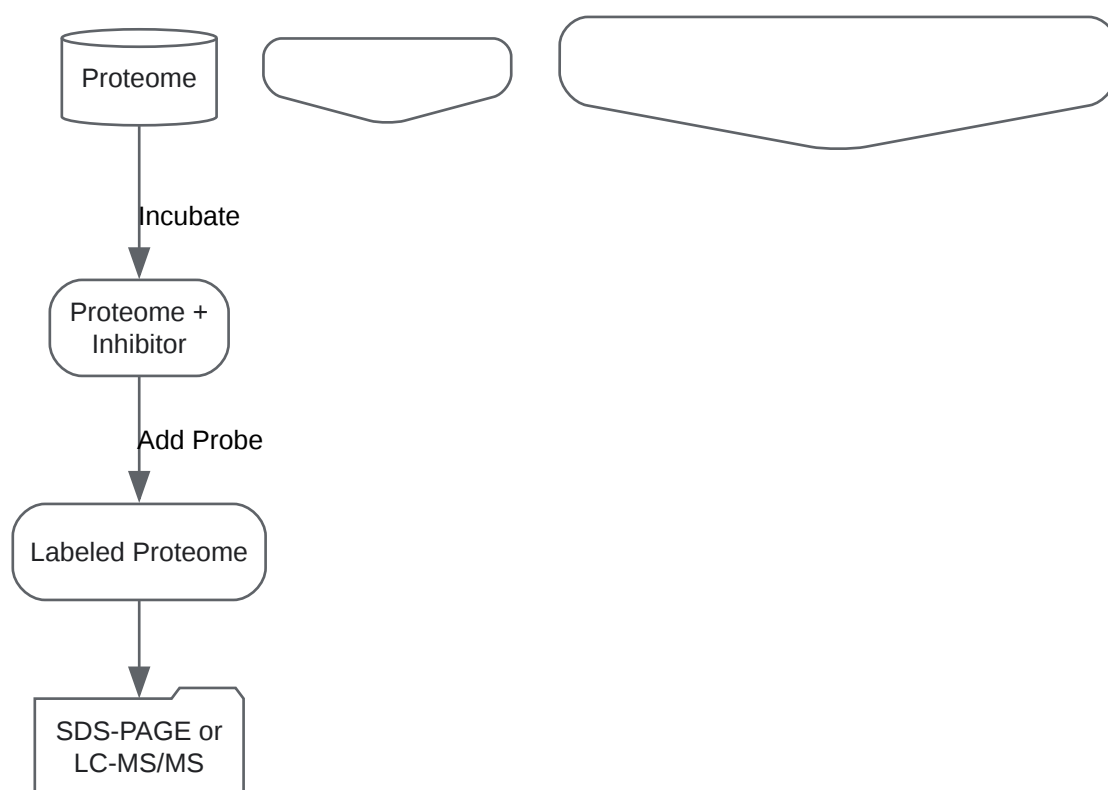 Proteome
Incubate
Proteome +
Inhibitor
Add Probe
Labeled Proteome
SDS-PAGE or
LC-MS/MS